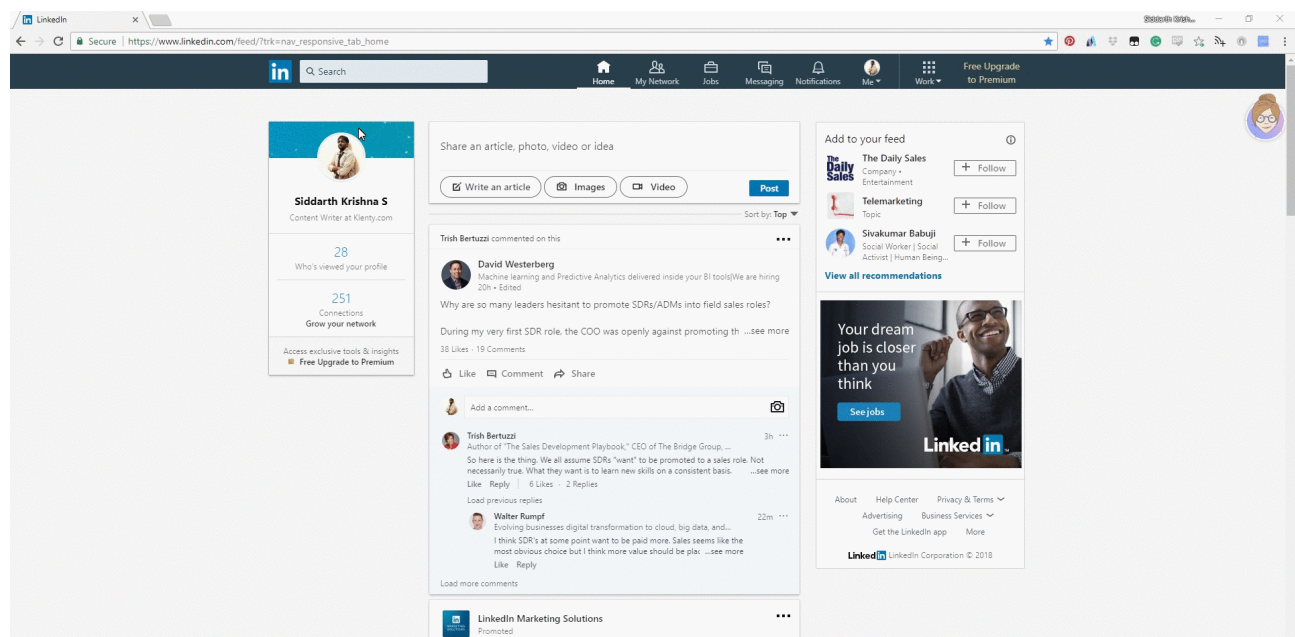 LinkedIn
Secure | https://www.linkedin.com/feed/?trk=nav_responsive_tab_home
in
Search
Home
My Network
Jobs
Messaging
Notifications
Me
Work
Free Upgrade
to Premium
Siddarth Krishna S
Content Writer at Klenty.com
28
Who's viewed your profile
251
Connections
Grow your network
Access exclusive tools & insights
Free Upgrade to Premium
Share an article, photo, video or idea
Write an article
Images
Video
Post
Sort by: Top
Trish Bertuzzi commented on this
David Westerberg
Machine learning and Predictive Analytics delivered inside your BI tools|We are hiring
20h • Edited
Why are so many leaders hesitant to promote SDRs/ADMs into field sales roles?
During my very first SDR role, the COO was openly against promoting th ...see more
38 Likes · 19 Comments
Like Comment Share
Add a comment...
Trish Bertuzzi 3h
Author of "The Sales Development Playbook," CEO of The Bridge Group, ...
So here is the thing. We all assume SDRs "want" to be promoted to a sales role. Not
necessarily true. What they want is to learn new skills on a consistent basis. ...see more
Like Reply | 6 Likes · 2 Replies
Load previous replies
Walter Rumpf 22m
Evolving businesses digital transformation to cloud, big data, and...
I think SDR's at some point want to be paid more. Sales seems like the
most obvious choice but I think more value should be plac ...see more
Like Reply
Load more comments
LinkedIn Marketing Solutions
Promoted
Add to your feed
The Daily Sales
The Daily Sales
Company •
Entertainment
+ Follow
Telemarketing
Topic
+ Follow
Sivakumar Babuji
Social Worker | Social
Activist | Human Being...
+ Follow
View all recommendations
Your dream
job is closer
than you
think
See jobs
Linked in
About Help Center Privacy & Terms
Advertising Business Services
Get the LinkedIn app More
Linked in LinkedIn Corporation © 2018